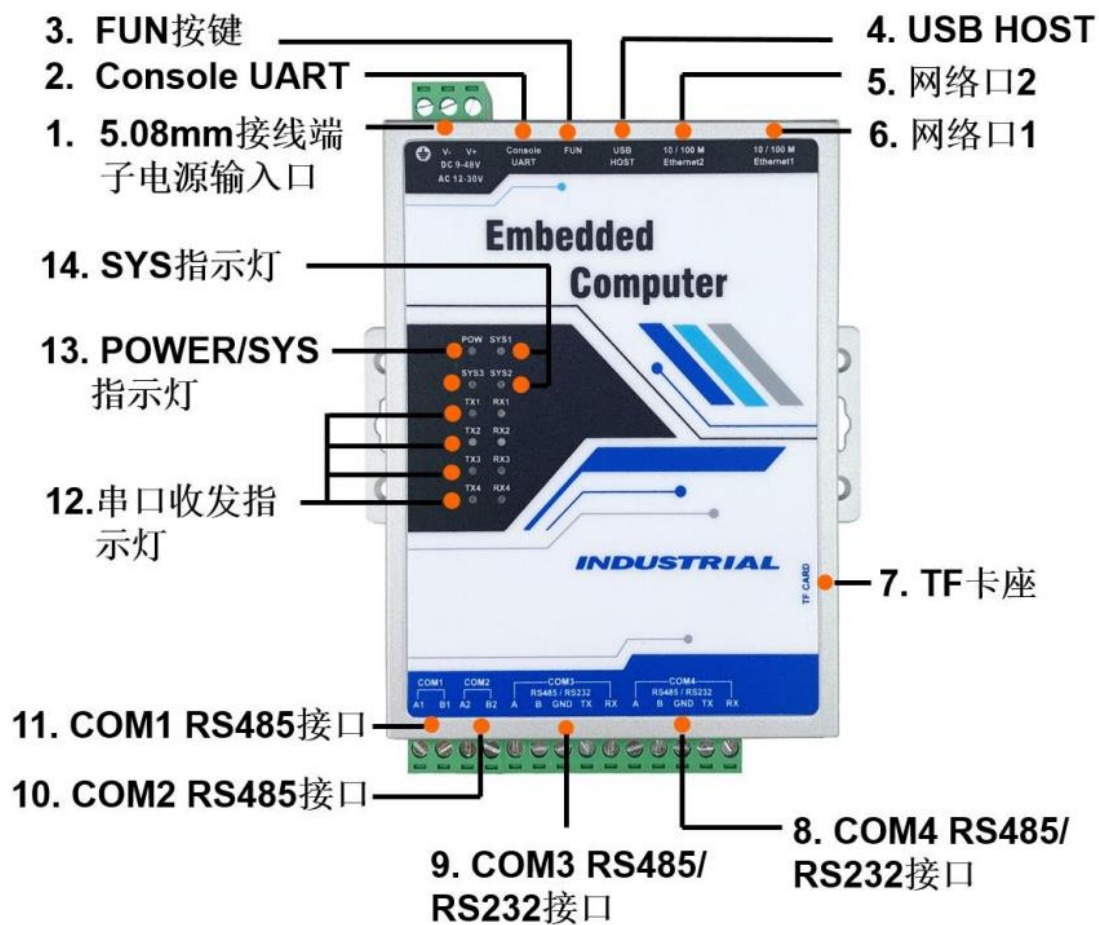 3. FUN按键
4. USB HOST
2. Console UART
5. 网络口2
1. 5.08mm接线端
子电源输入口
6. 网络口1
V- V+
DC 9-48V
AC 12-30V
Console
UART
FUN
USB
HOST
10 / 100 M
Ethernet2
10 / 100 M
Ethernet1
Embedded
Computer
14. SYS指示灯
13. POWER/SYS
指示灯
POW SYS1
SYS3 SYS2
TX1 RX1
TX2 RX2
TX3 RX3
TX4 RX4
12.串口收发指
示灯
INDUSTRIAL
TF CARD
7. TF卡座
COM1 COM2 COM3 COM4
RS485 / RS232 RS485 / RS232
A1 B1 A2 B2 A B GND TX RX A B GND TX RX
11. COM1 RS485接口
10. COM2 RS485接口
9. COM3 RS485/
RS232接口
8. COM4 RS485/
RS232接口